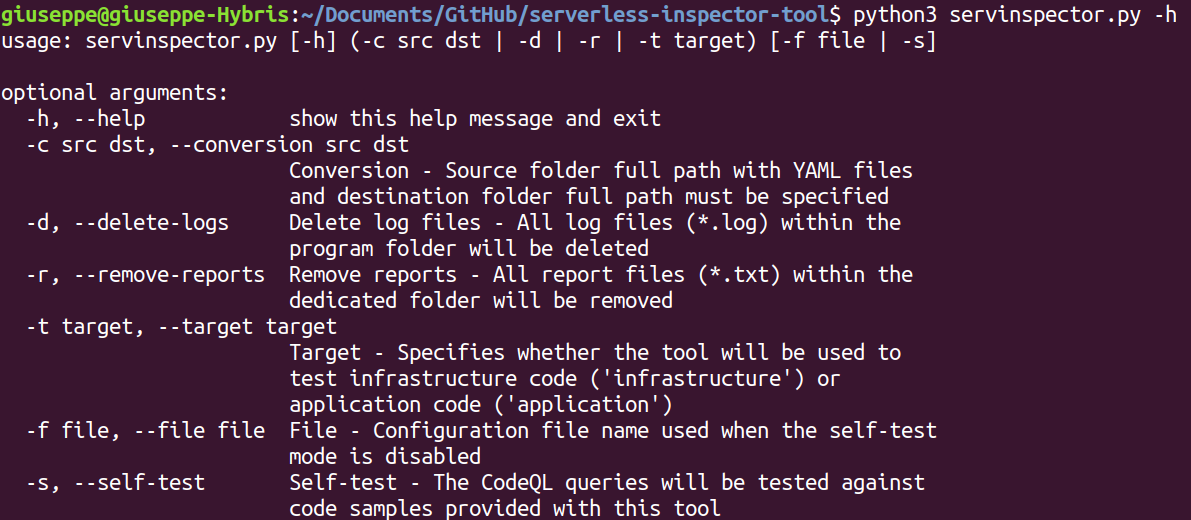 giuseppe@giuseppe-Hybris:~/Documents/GitHub/serverless-inspector-tool$ python3 servinspector.py -h
usage: servinspector.py [-h] (-c src dst | -d | -r | -t target) [-f file | -s]

optional arguments:
  -h, --help            show this help message and exit
  -c src dst, --conversion src dst
                        Conversion - Source folder full path with YAML files
                        and destination folder full path must be specified
  -d, --delete-logs     Delete log files - All log files (*.log) within the
                        program folder will be deleted
  -r, --remove-reports  Remove reports - All report files (*.txt) within the
                        dedicated folder will be removed
  -t target, --target target
                        Target - Specifies whether the tool will be used to
                        test infrastructure code ('infrastructure') or
                        application code ('application')
  -f file, --file file  File - Configuration file name used when the self-test
                        mode is disabled
  -s, --self-test       Self-test - The CodeQL queries will be tested against
                        code samples provided with this tool